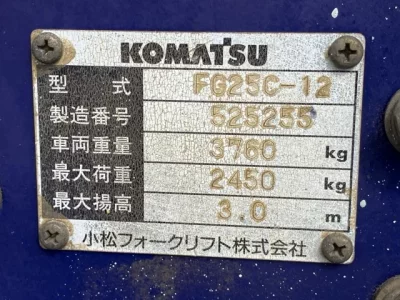 KOMATSU
型 式 FG25C-12
製造番号 525255
車両重量 3760 kg
最大荷重 2450 kg
最大揚高 3.0 m
小松フォークリフト株式会社